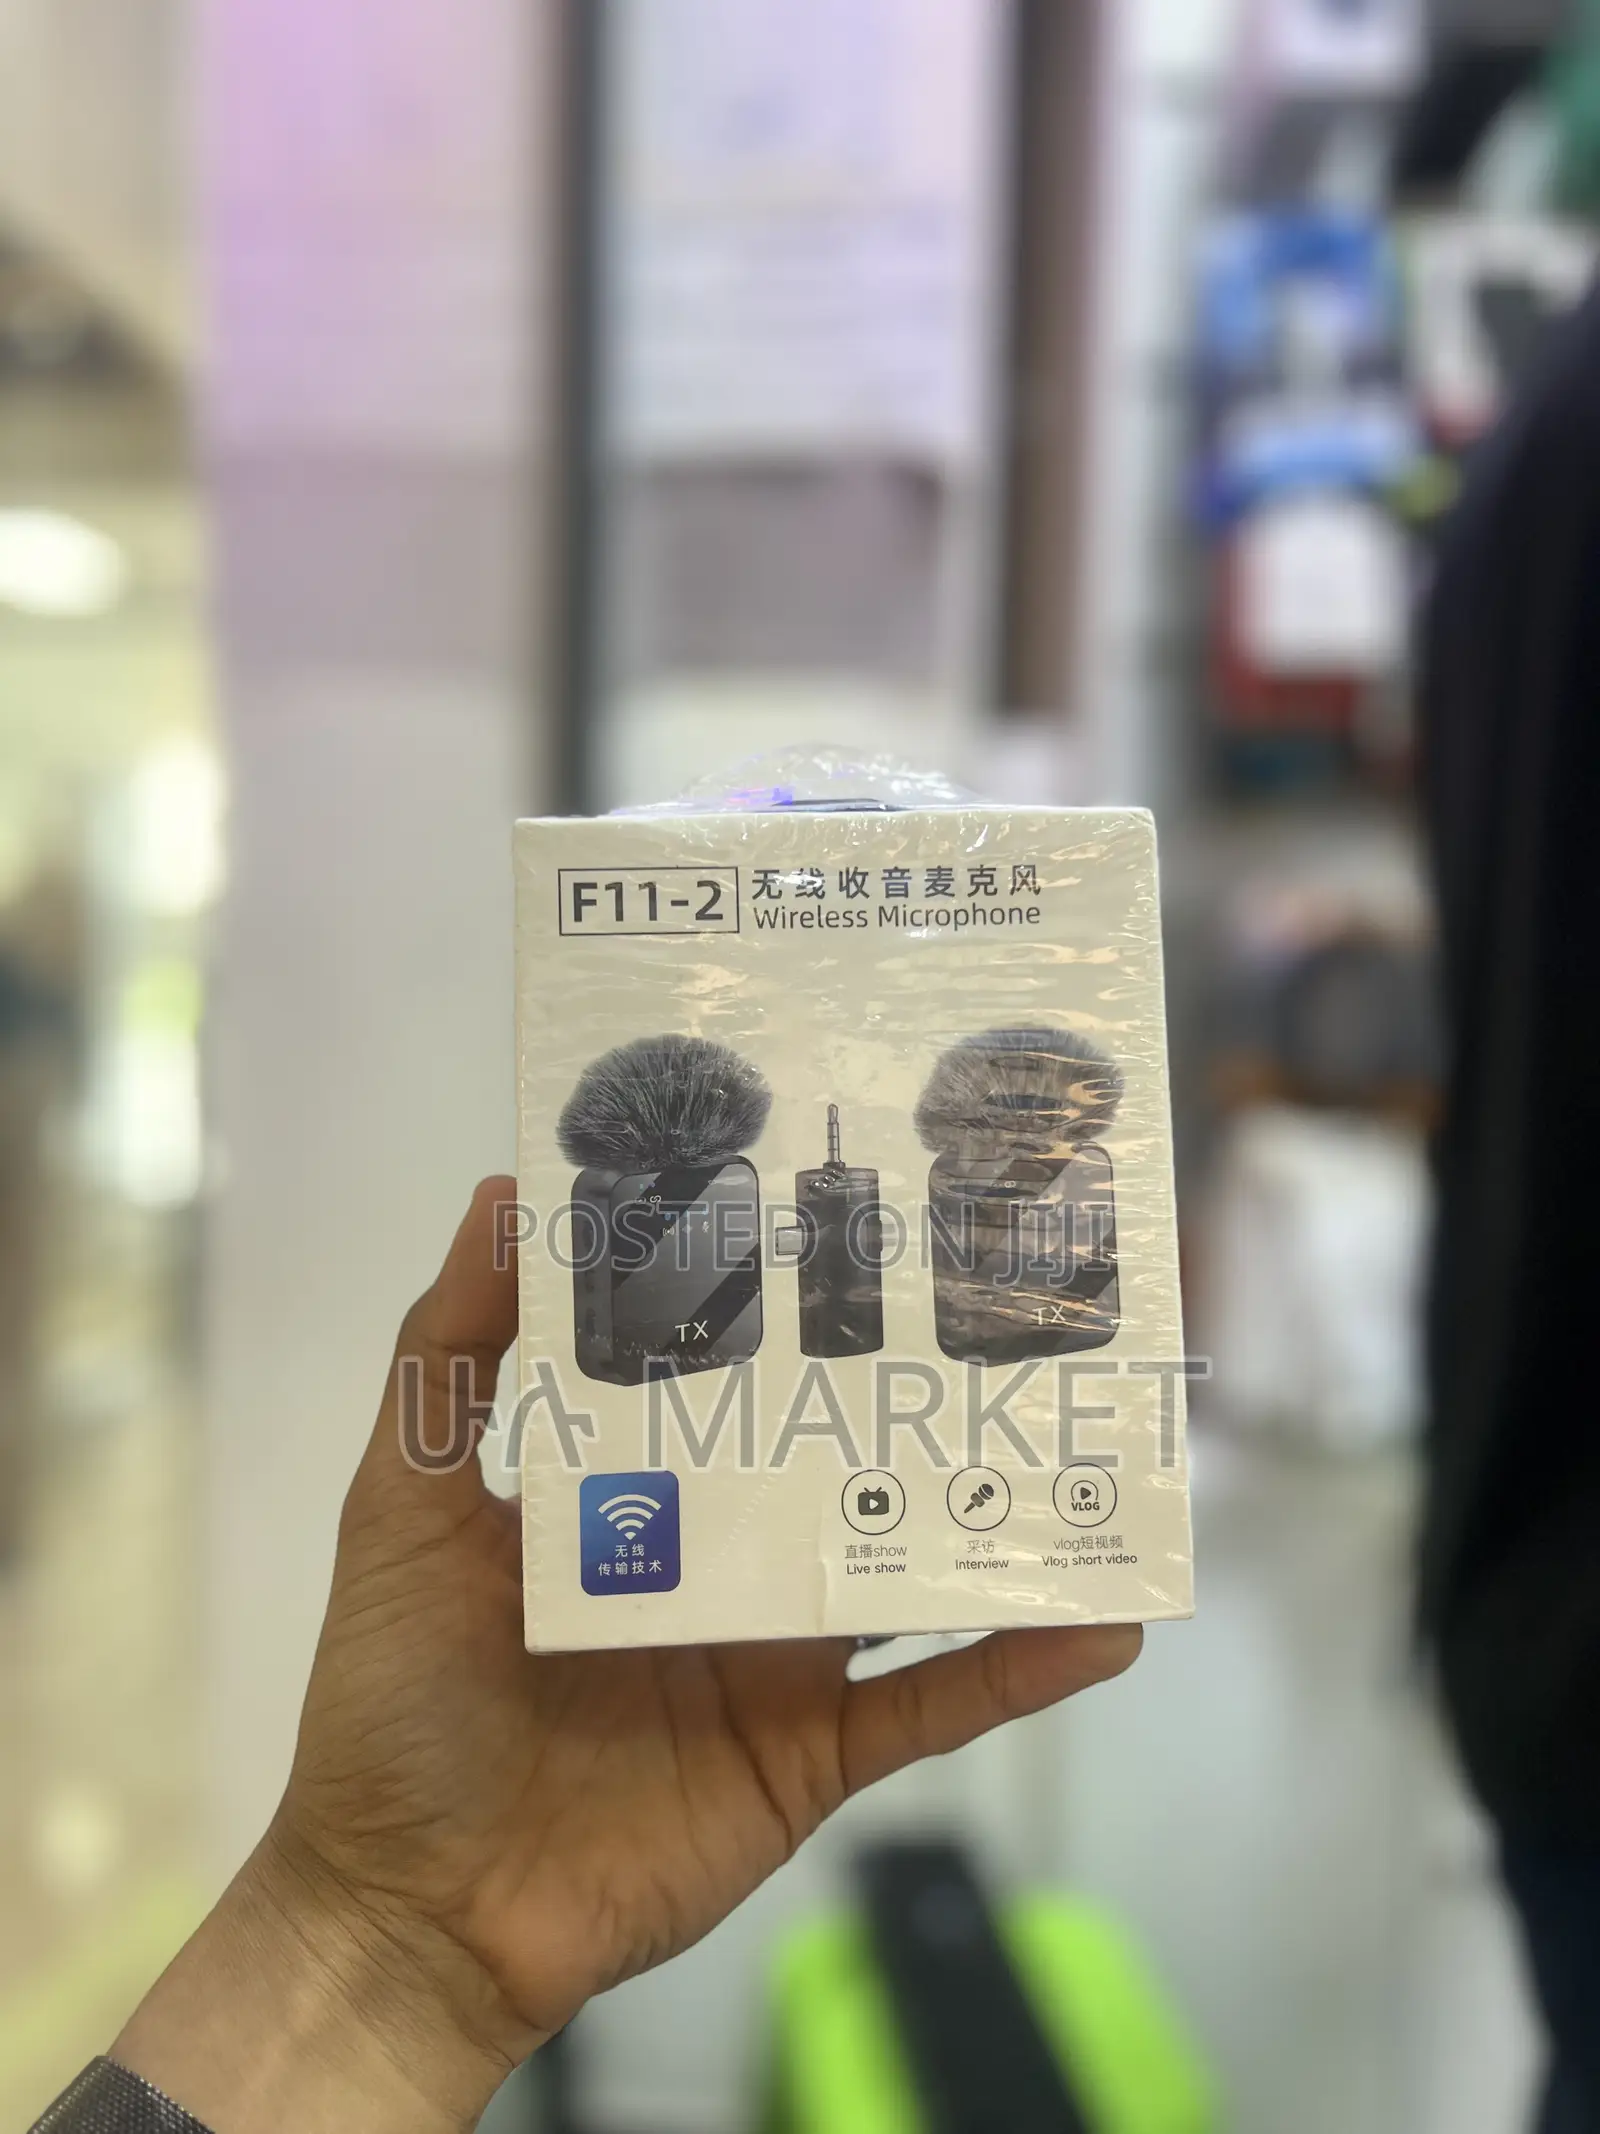 F11-2
无线收音麦克风
Wireless Microphone
POSTED ON JIJI
TX
TX
ሁሉ MARKET
无线
传输技术
直播show
Live show
采访
Interview
VLOG
vlog短视频
Vlog short video